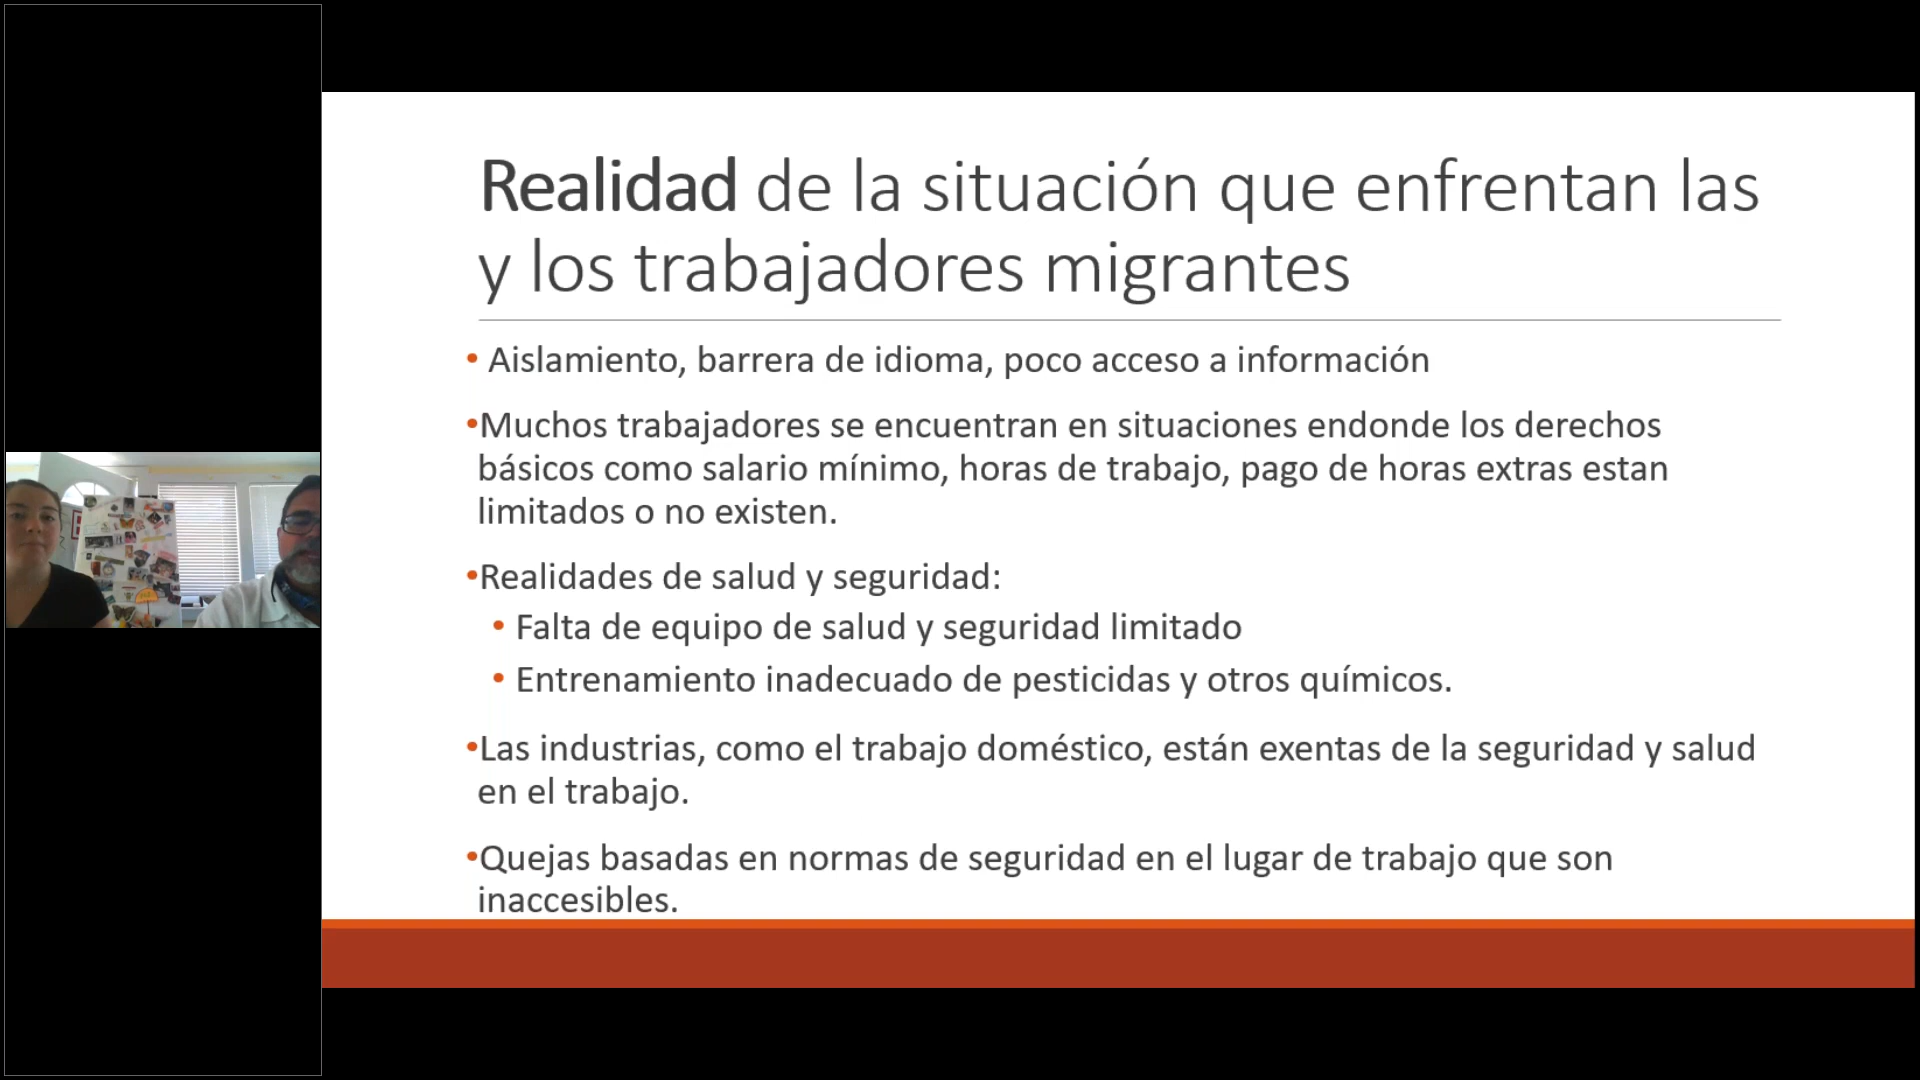 Realidad de la situación que enfrentan las
y los trabajadores migrantes
• Aislamiento, barrera de idioma, poco acceso a información
•Muchos trabajadores se encuentran en situaciones endonde los derechos
básicos como salario mínimo, horas de trabajo, pago de horas extras estan
limitados o no existen.
•Realidades de salud y seguridad:
• Falta de equipo de salud y seguridad limitado
• Entrenamiento inadecuado de pesticidas y otros químicos.
•Las industrias, como el trabajo doméstico, están exentas de la seguridad y salud
en el trabajo.
•Quejas basadas en normas de seguridad en el lugar de trabajo que son
inaccesibles.